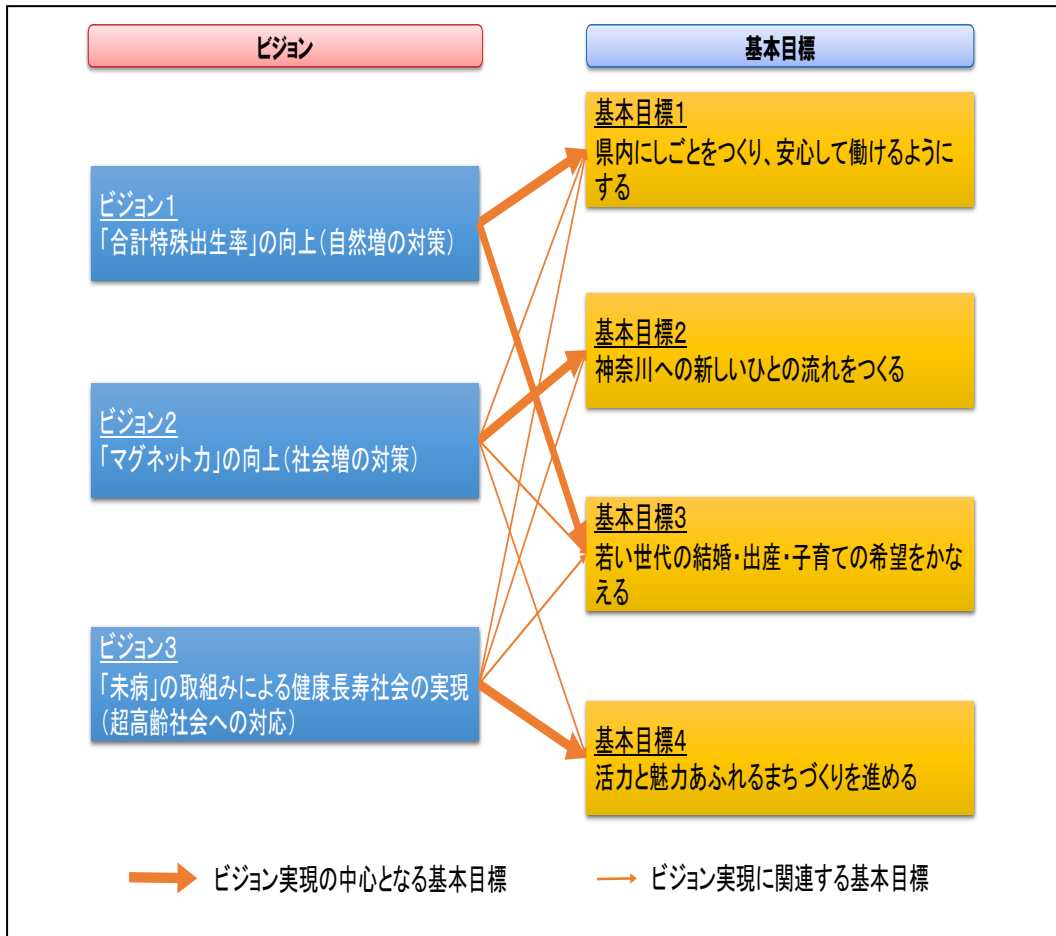 ビジョン
基本目標
基本目標1
県内にしごとをつくり、安心して働けるように
する
ビジョン1
「合計特殊出生率」の向上(自然増の対策)
基本目標2
神奈川への新しいひとの流れをつくる
ビジョン2
「マグネット力」の向上(社会増の対策)
基本目標3
若い世代の結婚・出産・子育ての希望をかな
える
ビジョン3
「未病」の取組みによる健康長寿社会の実現
(超高齢社会への対応)
基本目標4
活力と魅力あふれるまちづくりを進める
ビジョン実現の中心となる基本目標
ビジョン実現に関連する基本目標